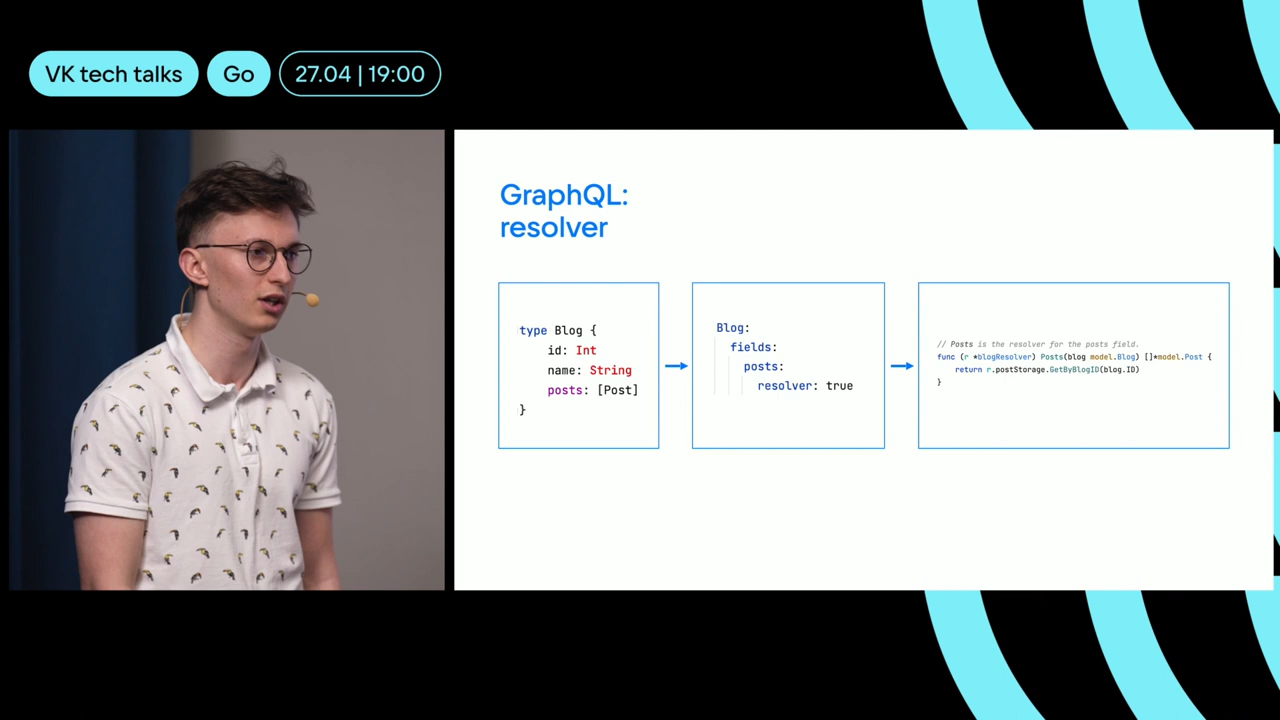 VK tech talks
Go
27.04 | 19:00
GraphQL:
resolver
type Blog {
id: Int
name: String
posts: [Post]
}
Blog:
fields:
posts:
resolver: true
// Posts is the resolver for the posts field.
func (r *blogResolver) Posts(blog model.Blog) []*model.Post {
return r.postStorage.GetByBlogID(blog.ID)
}